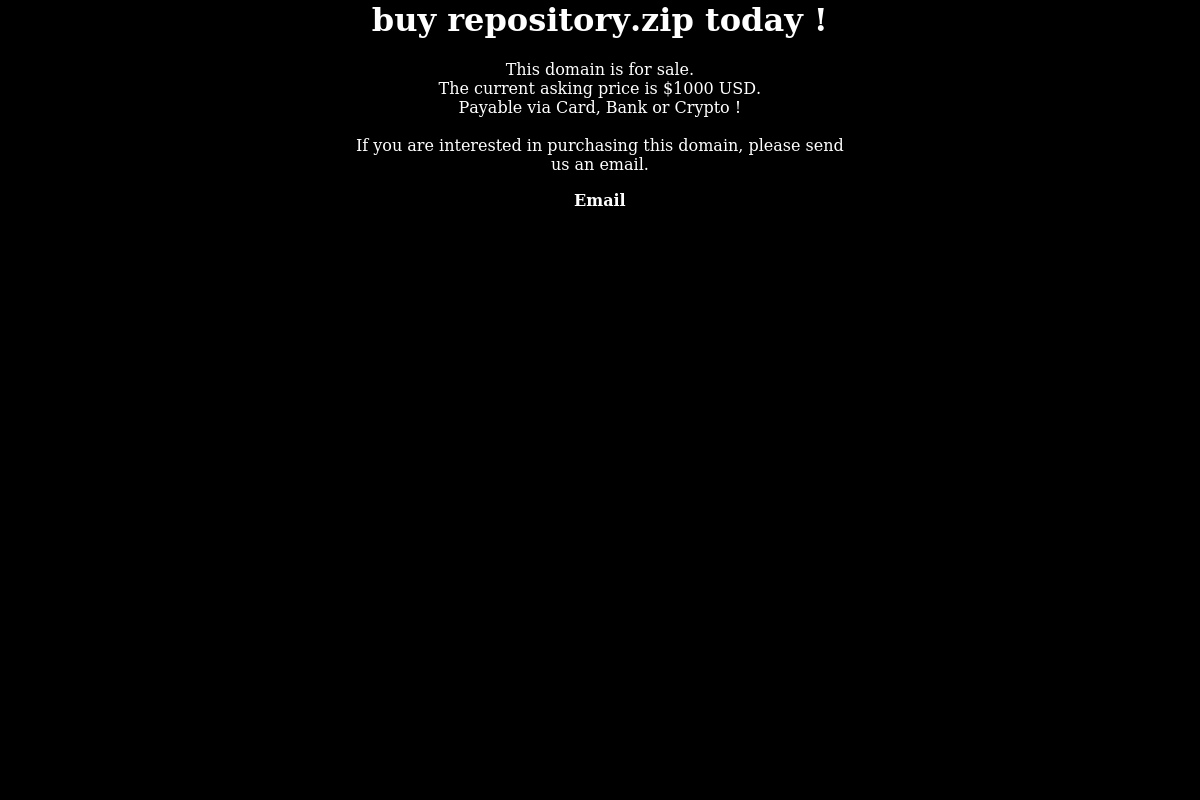 buy repository.zip today !
This domain is for sale.
The current asking price is $1000 USD.
Payable via Card, Bank or Crypto !
If you are interested in purchasing this domain, please send
us an email.
Email